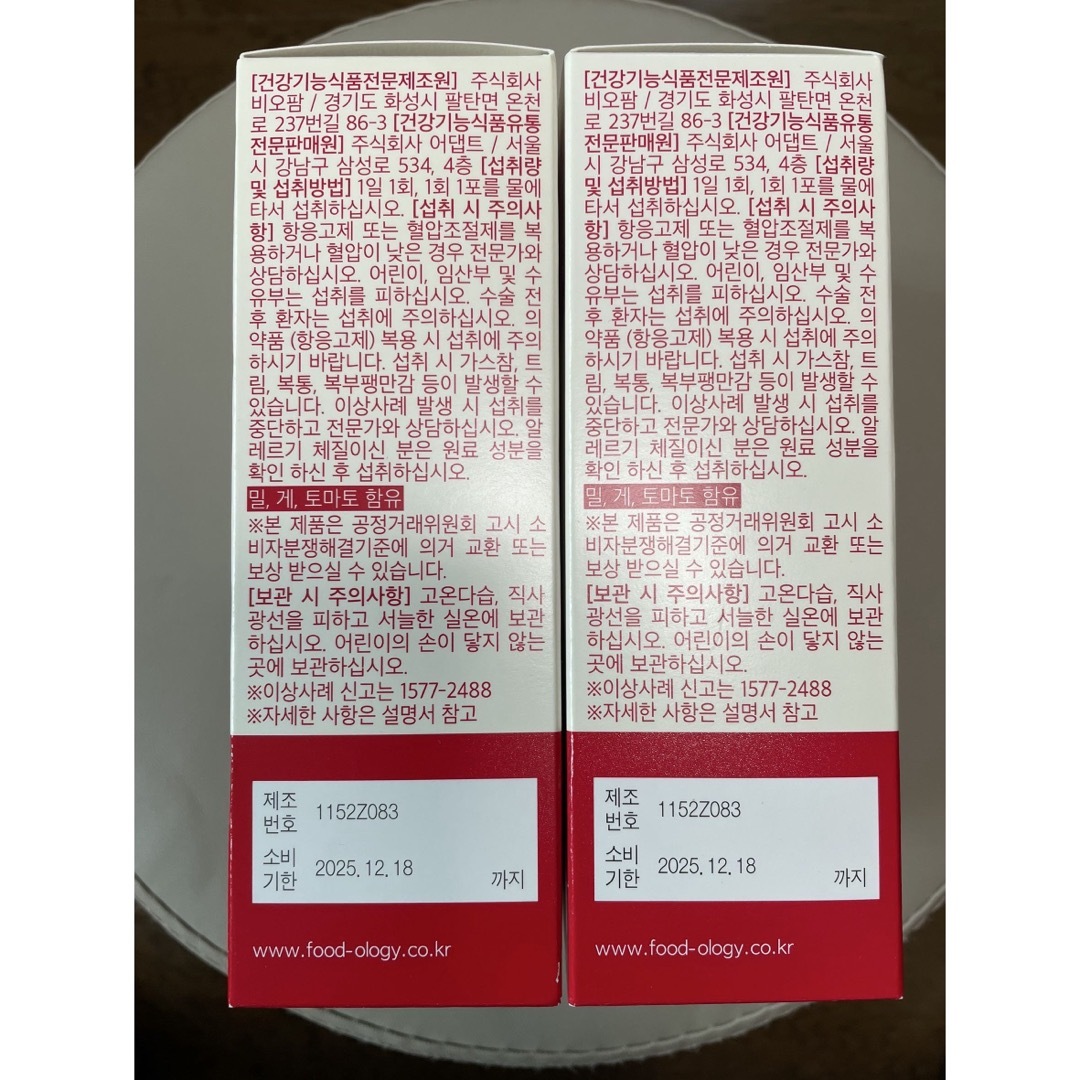 [건강기능식품전문제조원] 주식회사
비오팜 / 경기도 화성시 팔탄면 온천
로 237번길 86-3 [건강기능식품유통
전문판매원] 주식회사 어댑트 / 서울
시 강남구 삼성로 534, 4층 [섭취량
및 섭취방법] 1일 1회, 1회 1포를 물에
타서 섭취하십시오. [섭취 시 주의사
항] 항응고제 또는 혈압조절제를 복
용하거나 혈압이 낮은 경우 전문가와
상담하십시오. 어린이, 임산부 및 수
유부는 섭취를 피하십시오. 수술 전
후 환자는 섭취에 주의하십시오. 의
약품 (항응고제) 복용 시 섭취에 주의
하시기 바랍니다. 섭취 시 가스참, 트
림, 복통, 복부팽만감 등이 발생할 수
있습니다. 이상사례 발생 시 섭취를
중단하고 전문가와 상담하십시오. 알
레르기 체질이신 분은 원료 성분을
확인 하신 후 섭취하십시오.
밀, 게, 토마토 함유
※본 제품은 공정거래위원회 고시 소
비자분쟁해결기준에 의거 교환 또는
보상 받으실 수 있습니다.
[보관 시 주의사항] 고온다습, 직사
광선을 피하고 서늘한 실온에 보관
하십시오. 어린이의 손이 닿지 않는
곳에 보관하십시오.
※이상사례 신고는 1577-2488
※자세한 사항은 설명서 참고
제조
번호 1152Z083
소비
기한 2025.12.18 까지
www.food-ology.co.kr
[건강기능식품전문제조원] 주식회사
비오팜 / 경기도 화성시 팔탄면 온천
로 237번길 86-3 [건강기능식품유통
전문판매원] 주식회사 어댑트 / 서울
시 강남구 삼성로 534, 4층 [섭취량
및 섭취방법] 1일 1회, 1회 1포를 물에
타서 섭취하십시오. [섭취 시 주의사
항] 항응고제 또는 혈압조절제를 복
용하거나 혈압이 낮은 경우 전문가와
상담하십시오. 어린이, 임산부 및 수
유부는 섭취를 피하십시오. 수술 전
후 환자는 섭취에 주의하십시오. 의
약품 (항응고제) 복용 시 섭취에 주의
하시기 바랍니다. 섭취 시 가스참, 트
림, 복통, 복부팽만감 등이 발생할 수
있습니다. 이상사례 발생 시 섭취를
중단하고 전문가와 상담하십시오. 알
레르기 체질이신 분은 원료 성분을
확인 하신 후 섭취하십시오.
밀, 게, 토마토 함유
※본 제품은 공정거래위원회 고시 소
비자분쟁해결기준에 의거 교환 또는
보상 받으실 수 있습니다.
[보관 시 주의사항] 고온다습, 직사
광선을 피하고 서늘한 실온에 보관
하십시오. 어린이의 손이 닿지 않는
곳에 보관하십시오.
※이상사례 신고는 1577-2488
※자세한 사항은 설명서 참고
제조
번호 1152Z083
소비
기한 2025.12.18 까지
www.food-ology.co.kr